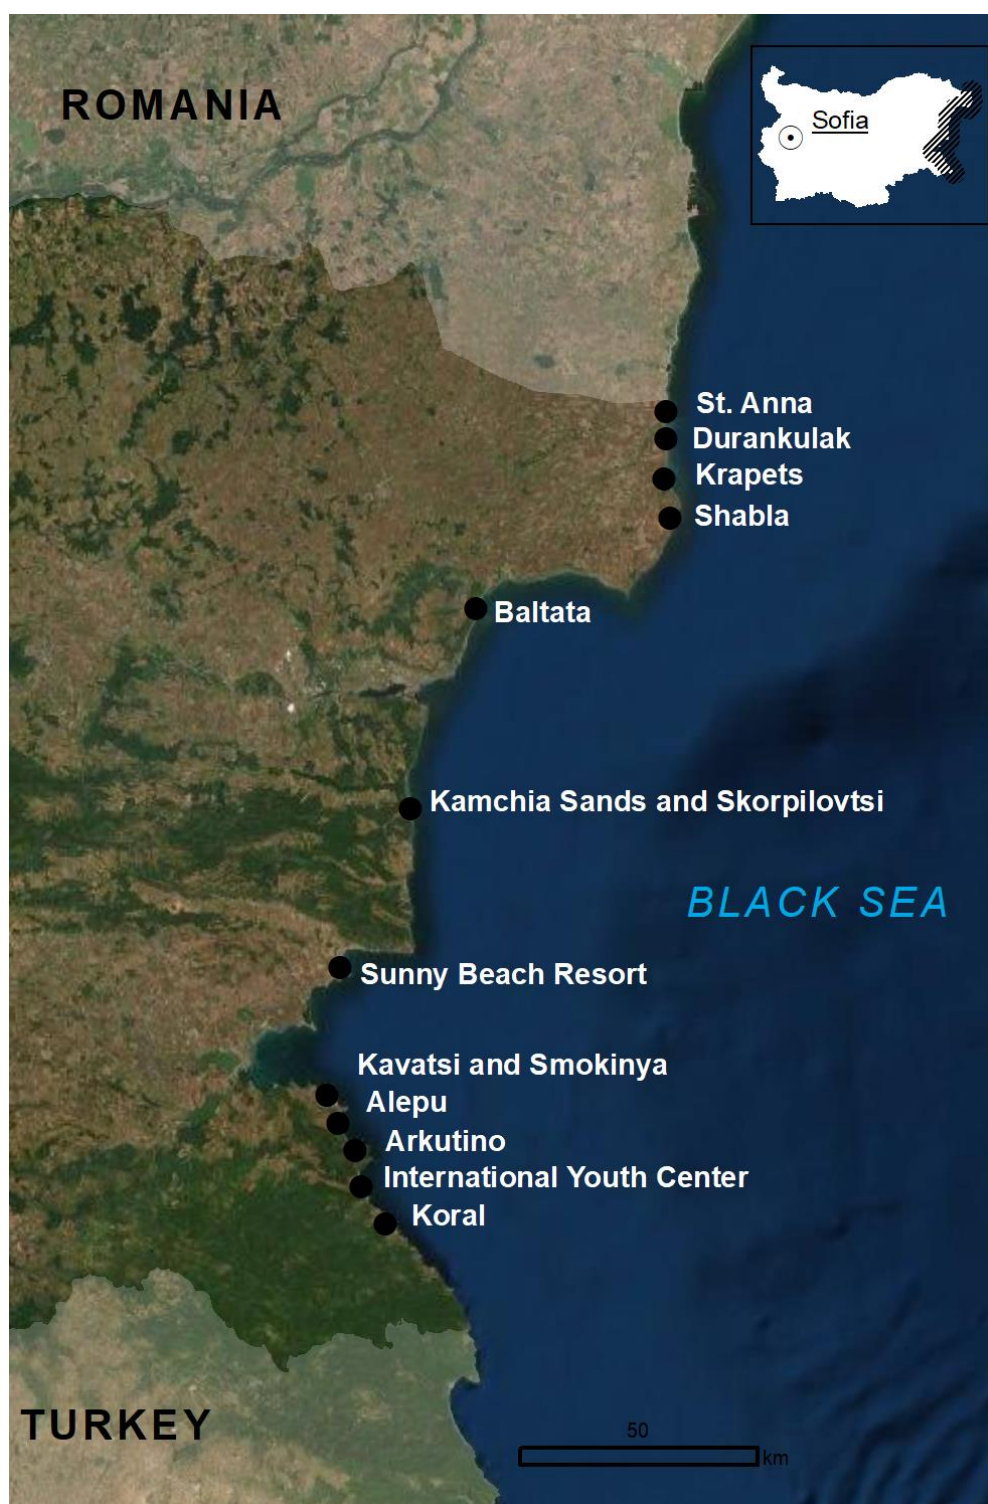 ROMANIA
Sofia
St. Anna
Durankulak
Krapets
Shabla
Baltata
Kamchia Sands and Skorpilovtsi
BLACK SEA
Sunny Beach Resort
Kavatsi and Smokinya
Alepu
Arkutino
International Youth Center
Koral
TURKEY
50
km